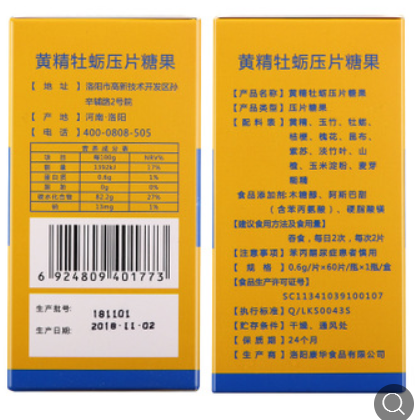 黄精牡蛎压片糖果
【 地 址 】 洛阳市高新技术开发区孙
辛辅路2号院
【 产 地 】 河南·洛阳
【 电 话 】 400-0808-505
营养成分表
项目 每100g NRV%
能量 1392kJ 17%
蛋白质 0.6g 1%
脂肪 0g 0%
碳水化合物 82.2g 27%
钠 15mg 1%
6 924809 401773
生产批号: 181101
生产日期: 2018-11-02
黄精牡蛎压片糖果
【产品名称】 黄精牡蛎压片糖果
【产品类型】 压片糖果
【 配 料 表 】 黄精、玉竹、牡蛎、
桔梗、槐花、昆布、
紫苏、淡竹叶、山
楂、玉米淀粉、麦芽
糊精
食品添加剂:木糖醇、阿斯巴甜
（含苯丙氨酸）、硬脂酸镁
【建议食用方法及食用量】
吞食，每日2次，每次2片
【注意事项】 苯丙酮尿症患者慎用
【 规 格 】 0.6g/片×60片/瓶×1瓶/盒
【食品生产许可证号】
SC11341039100107
【执行标准】 Q/LKS0043S
【贮存条件】 干燥、通风处
【 保 质 期 】 24个月
【 生 产 商 】 洛阳康华食品有限公司